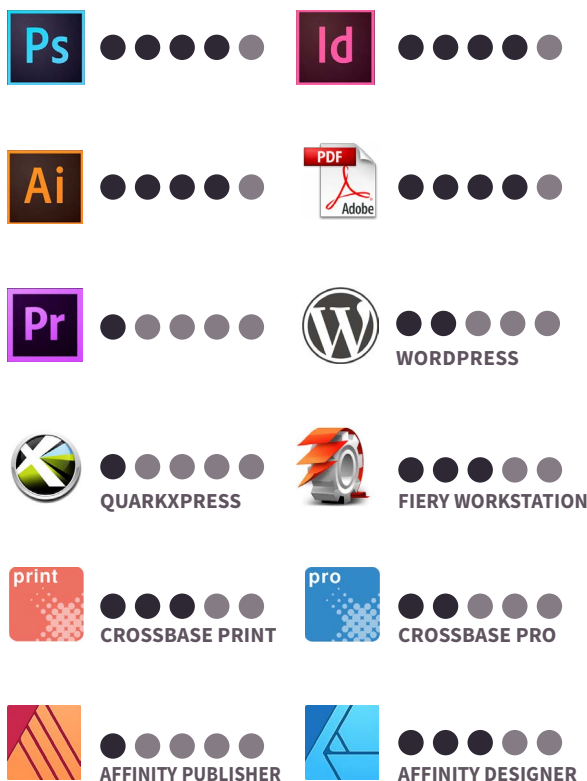 Ps
Id
Ai
PDF
Adobe
Pr
W
WORDPRESS
QUARKXPRESS
FIERY WORKSTATION
print
CROSSBASE PRINT
pro
CROSSBASE PRO
AFFINITY PUBLISHER
AFFINITY DESIGNER